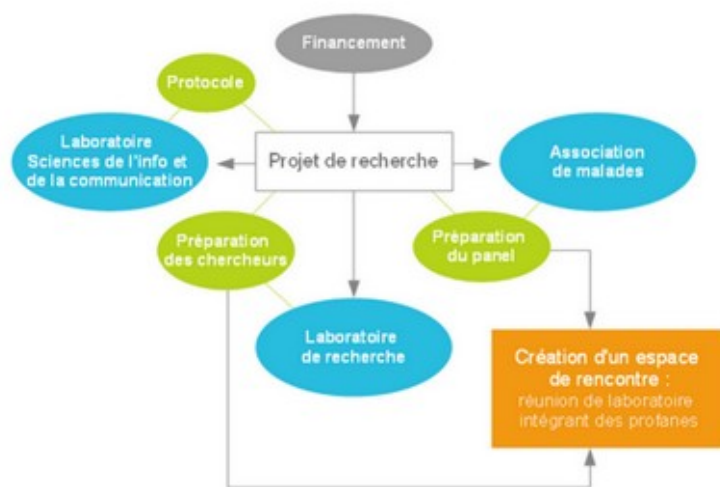 Financement
Protocole
Laboratoire
Sciences de l'info et
de la communication
Projet de recherche
Association
de malades
Préparation
des chercheurs
Préparation
du panel
Laboratoire
de recherche
Création d'un espace
de rencontre :
réunion de laboratoire
intégrant des profanes